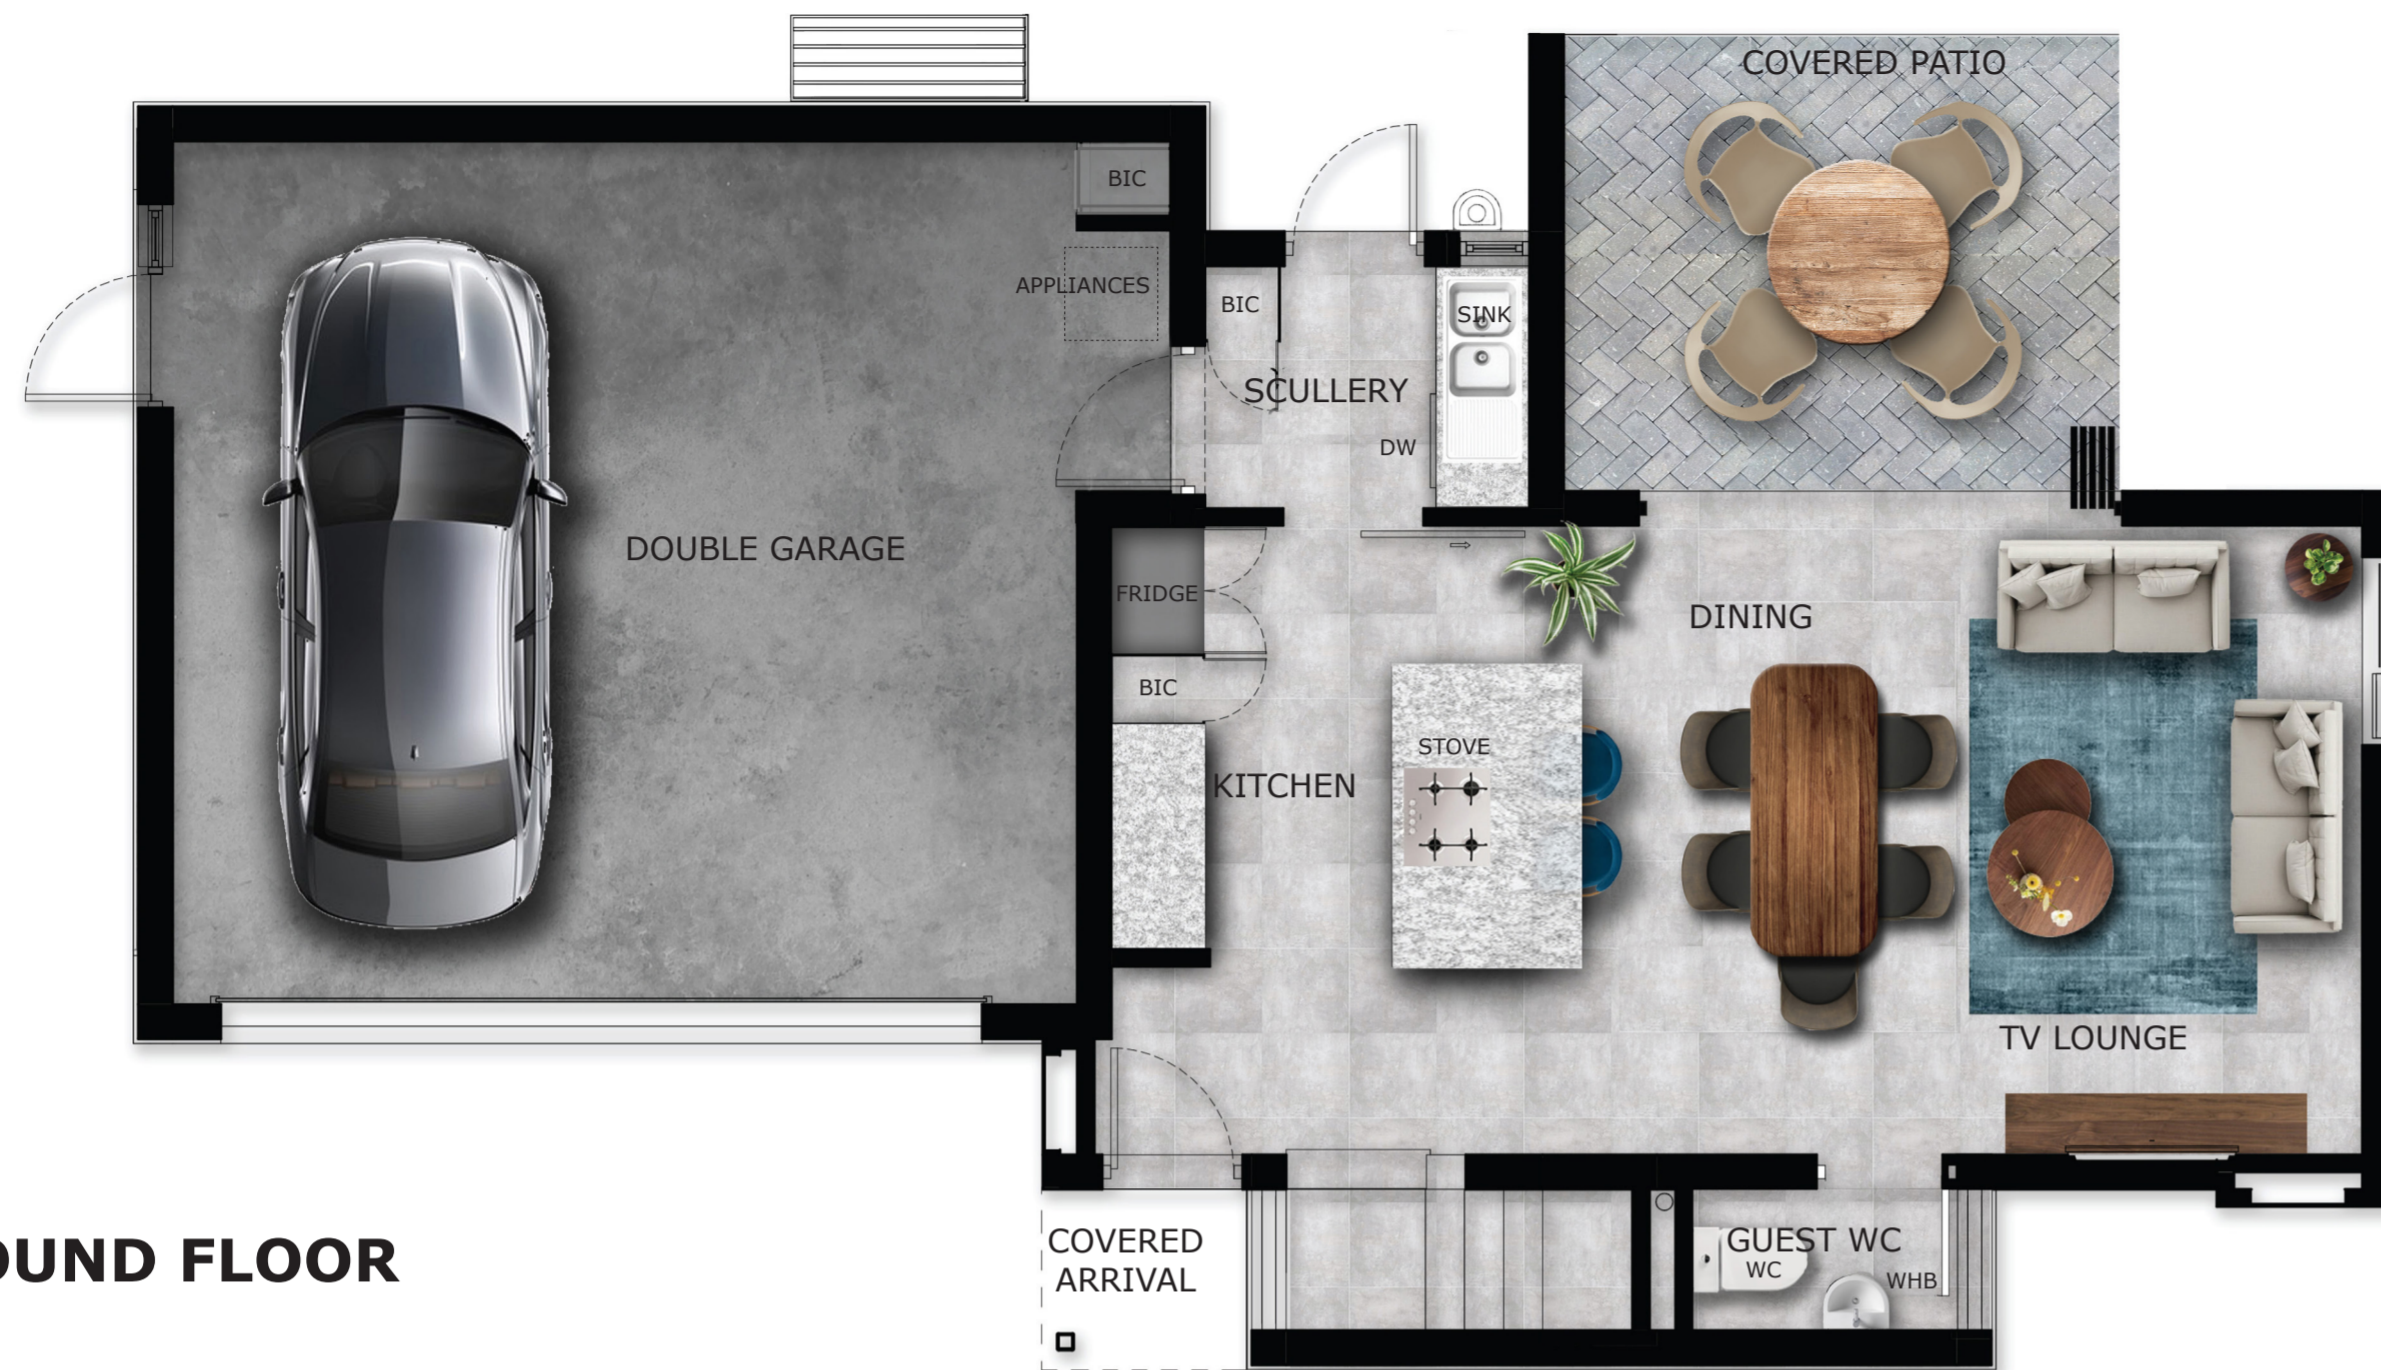 COVERED PATIO
BIC
APPLIANCES
BIC
SINK
SCULLERY
DW
DOUBLE GARAGE
FRIDGE
DINING
BIC
STOVE
KITCHEN
TV LOUNGE
COVERED
ARRIVAL
GUEST WC
WC
WHB
OUND FLOOR